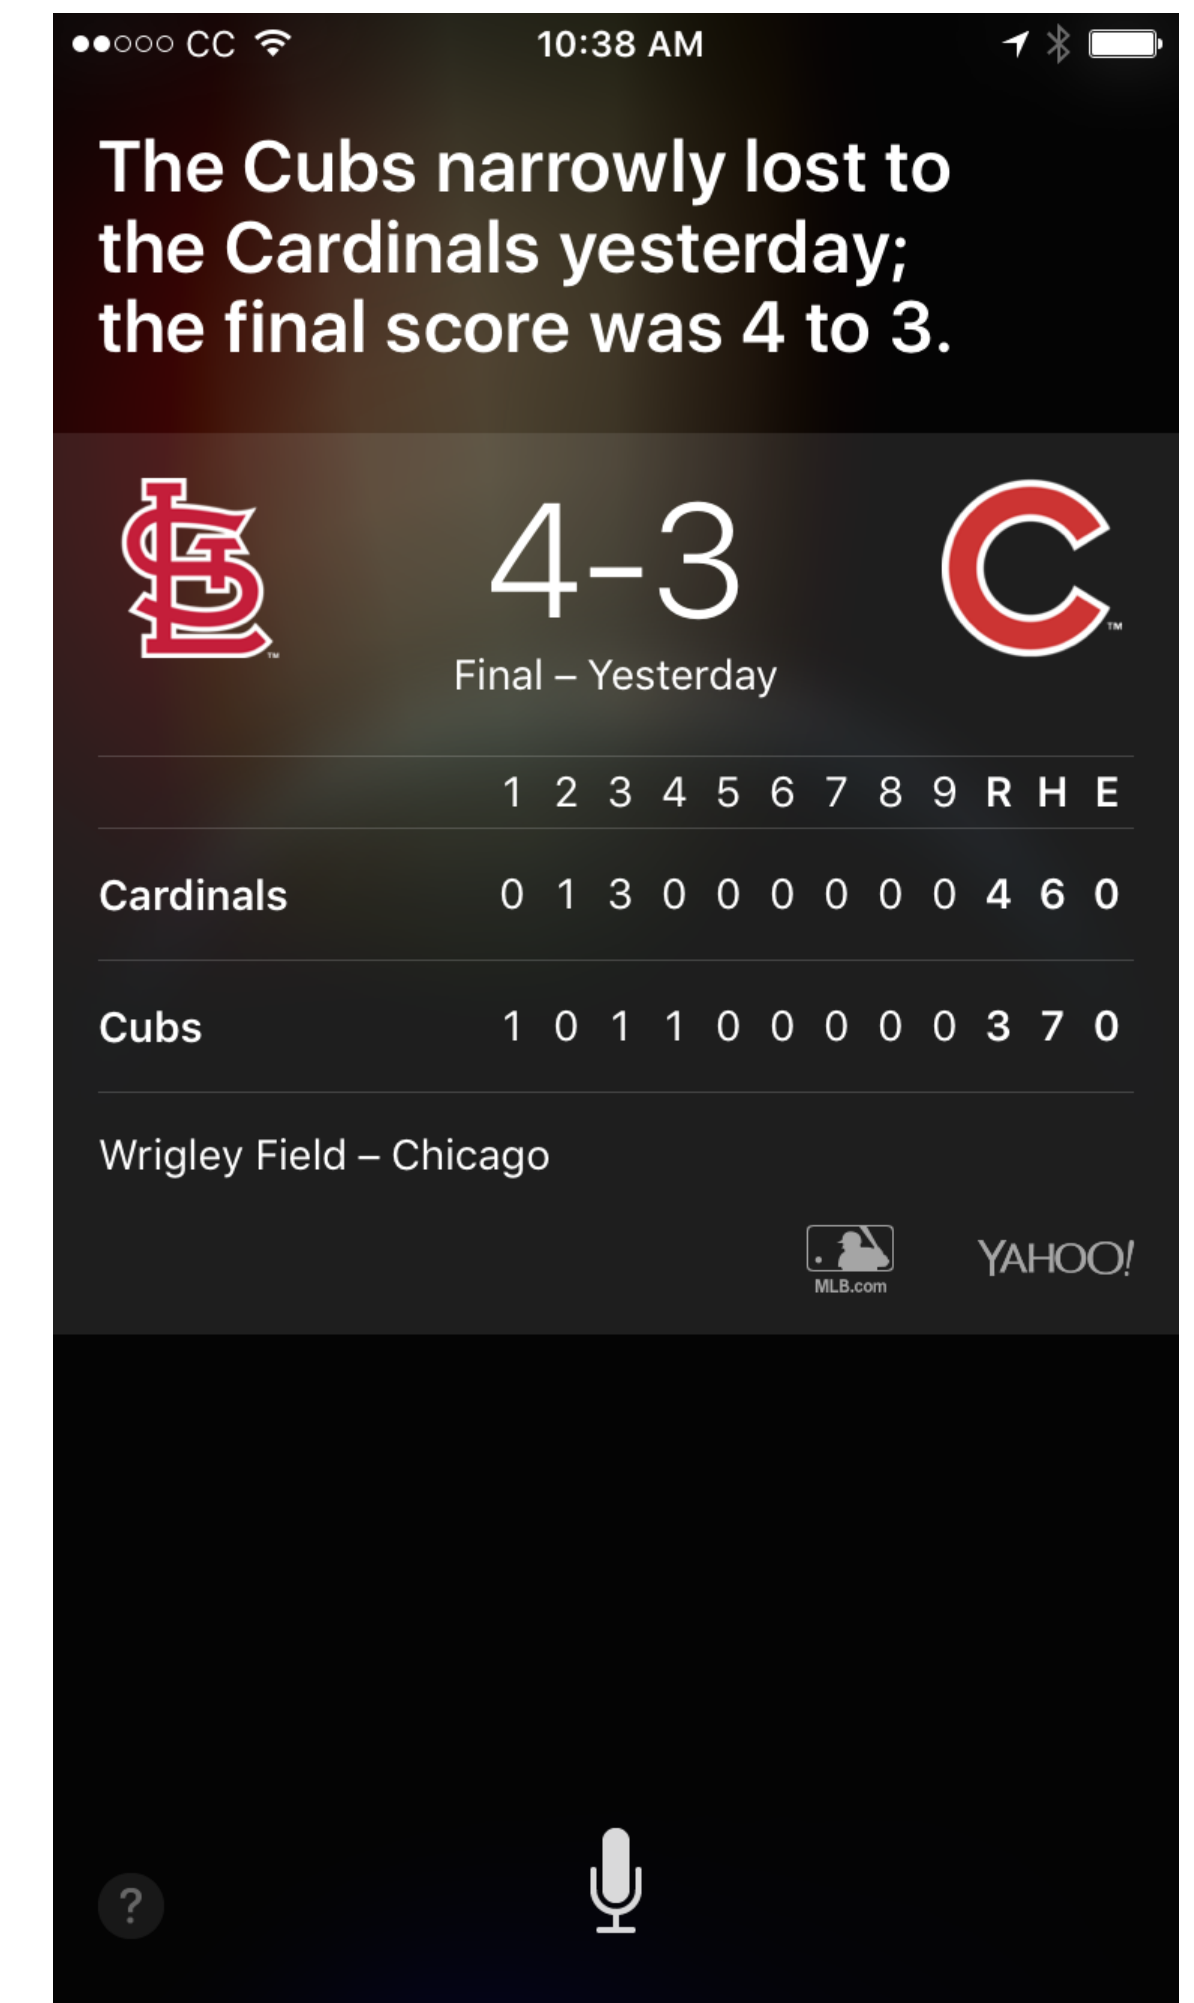 CC 10:38 AM
The Cubs narrowly lost to
the Cardinals yesterday;
the final score was 4 to 3.
STL ™ 4-3 C ™
Final – Yesterday
1 2 3 4 5 6 7 8 9 R H E
Cardinals 0 1 3 0 0 0 0 0 0 4 6 0
Cubs 1 0 1 1 0 0 0 0 0 3 7 0
Wrigley Field – Chicago
MLB.com YAHOO!
?